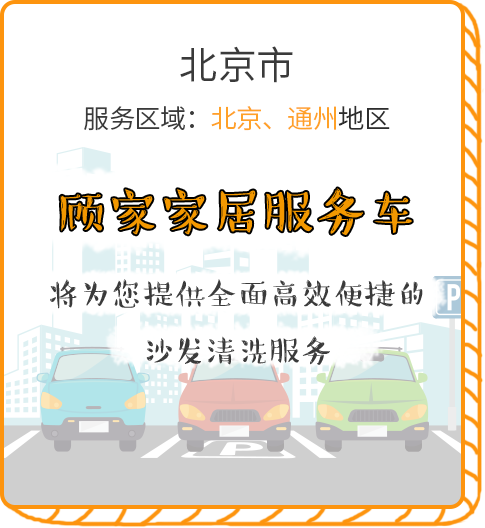 北京市
服务区域：北京、通州地区
顾家家居服务车
将为您提供全面高效便捷的
沙发清洗服务
P
P